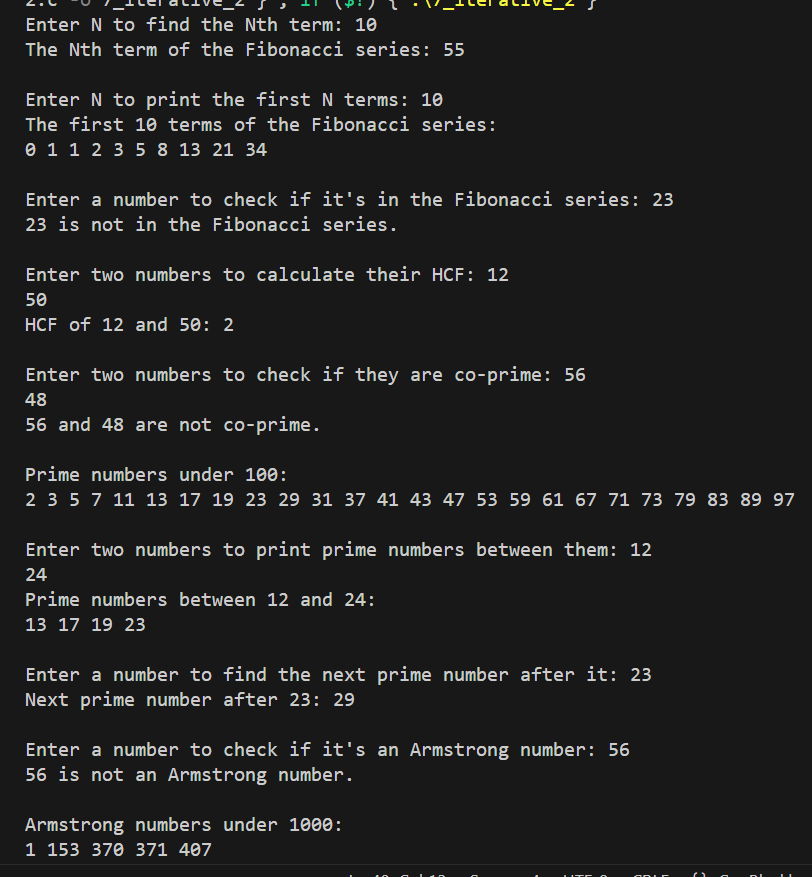 2.c -o 7_iterative_2 } ; if ($?) { .\7_iterative_2 }
Enter N to find the Nth term: 10
The Nth term of the Fibonacci series: 55
Enter N to print the first N terms: 10
The first 10 terms of the Fibonacci series:
0 1 1 2 3 5 8 13 21 34
Enter a number to check if it's in the Fibonacci series: 23
23 is not in the Fibonacci series.
Enter two numbers to calculate their HCF: 12
50
HCF of 12 and 50: 2
Enter two numbers to check if they are co-prime: 56
48
56 and 48 are not co-prime.
Prime numbers under 100:
2 3 5 7 11 13 17 19 23 29 31 37 41 43 47 53 59 61 67 71 73 79 83 89 97
Enter two numbers to print prime numbers between them: 12
24
Prime numbers between 12 and 24:
13 17 19 23
Enter a number to find the next prime number after it: 23
Next prime number after 23: 29
Enter a number to check if it's an Armstrong number: 56
56 is not an Armstrong number.
Armstrong numbers under 1000:
1 153 370 371 407